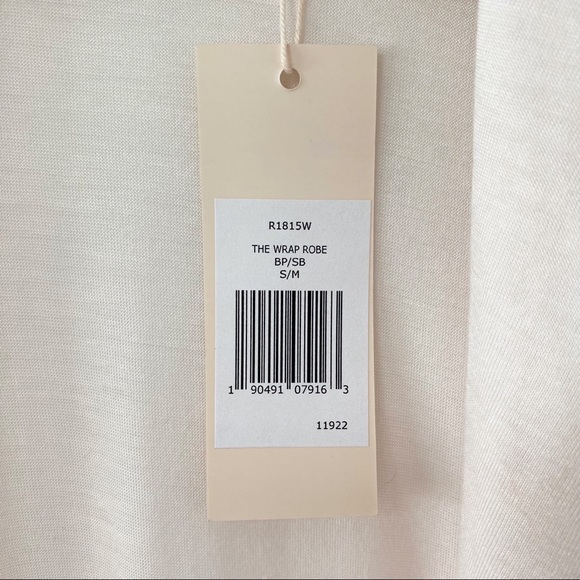 R1815W
THE WRAP ROBE
BP/SB
S/M
1 90491 07916 3
11922